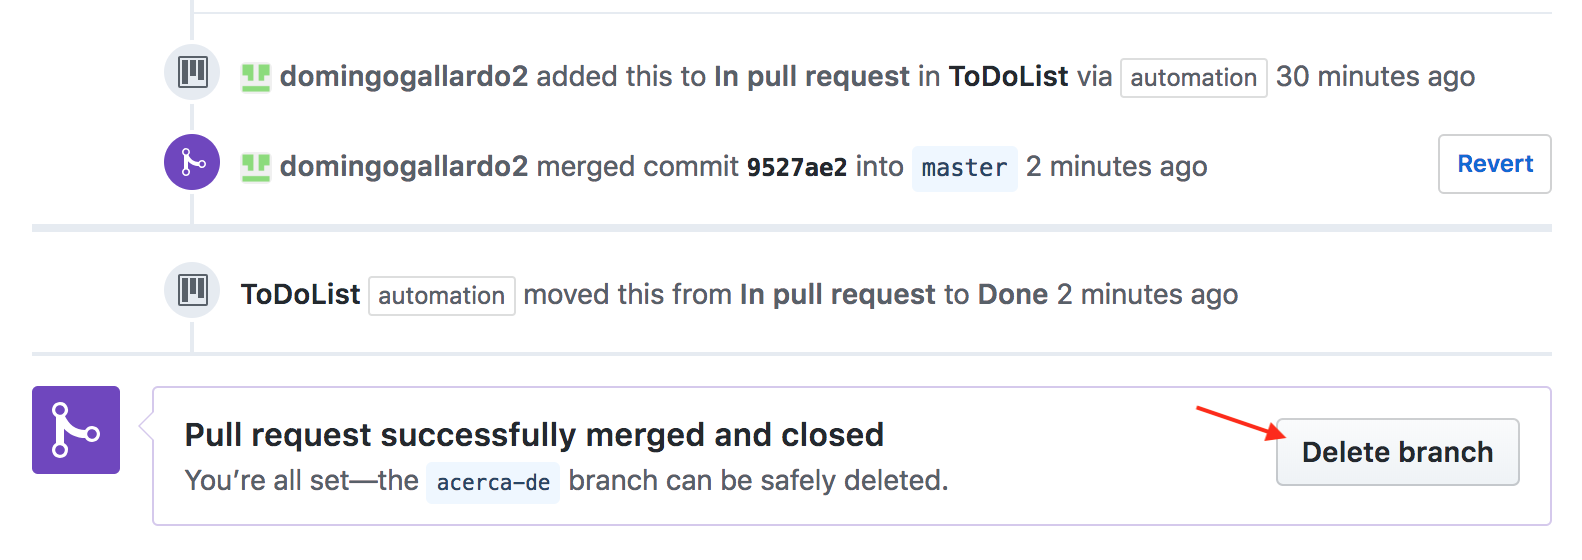 domingogallardo2 added this to In pull request in ToDoList via automation 30 minutes ago
domingogallardo2 merged commit 9527ae2 into master 2 minutes ago
Revert
ToDoList automation moved this from In pull request to Done 2 minutes ago
Pull request successfully merged and closed
You’re all set—the acerca-de branch can be safely deleted.
Delete branch